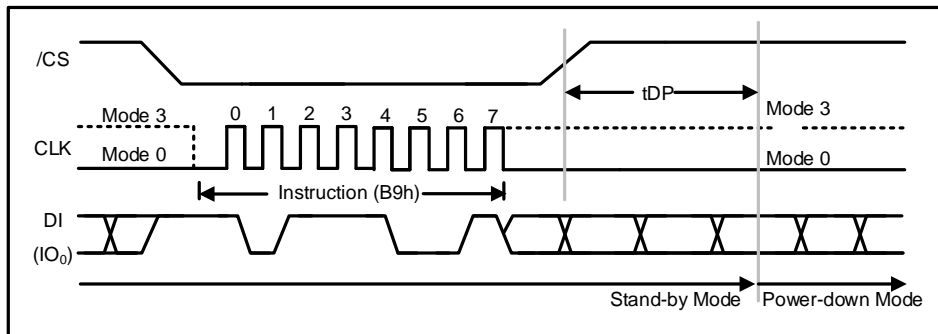 /CS
tDP
0 1 2 3 4 5 6 7
Mode 3 Mode 3
CLK
Mode 0 Mode 0
Instruction (B9h)
DI
(IO₀)
Stand-by Mode Power-down Mode